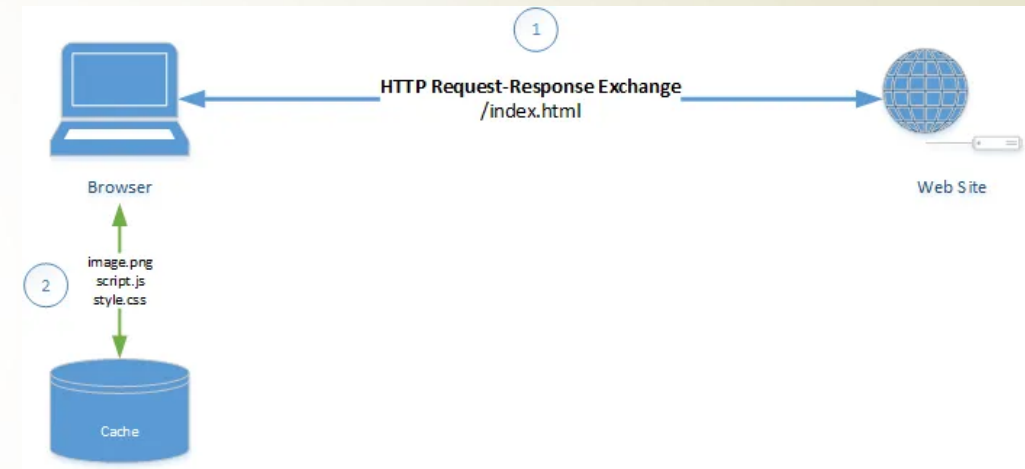 1
HTTP Request-Response Exchange
/index.html
Browser
Web Site
image.png
script.js
style.css
2
Cache